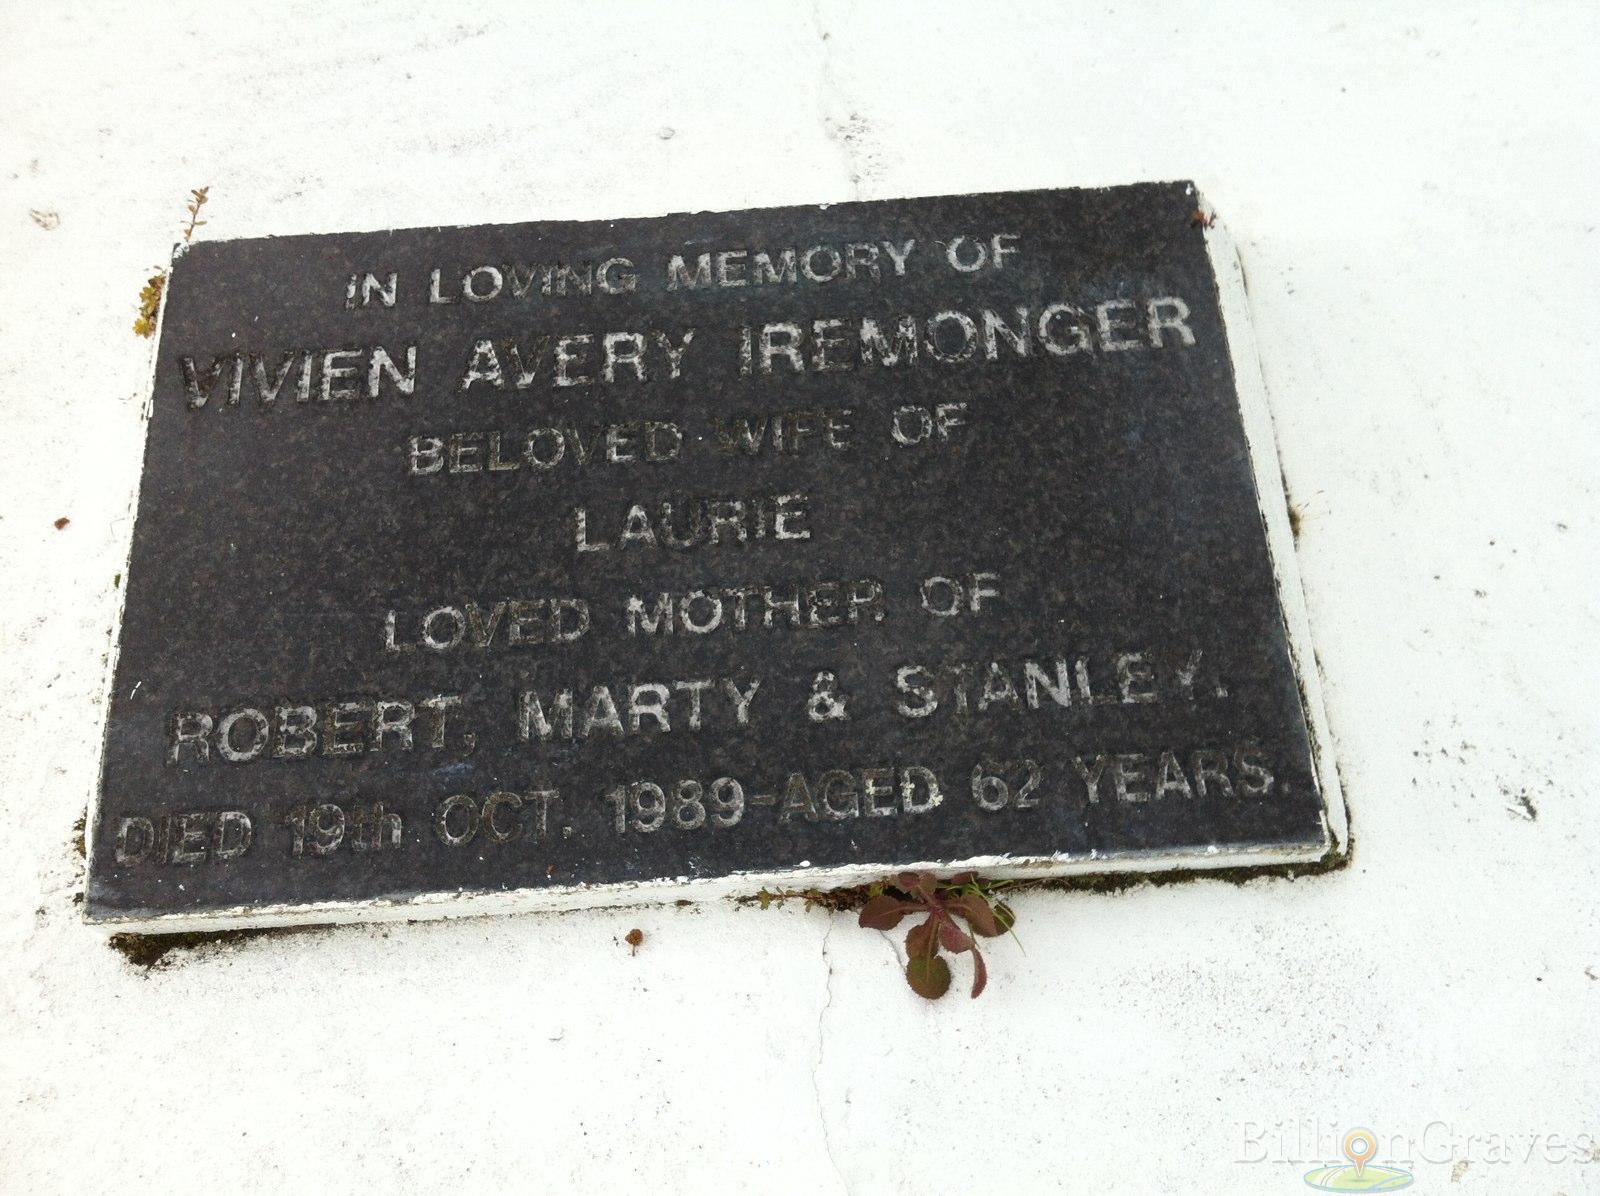 IN LOVING MEMORY OF
VIVIEN AVERY IREMONGER
BELOVED WIFE OF
LAURIE
LOVED MOTHER OF
ROBERT, MARTY & STANLEY.
DIED 19th OCT. 1989-AGED 62 YEARS.
BillionGraves